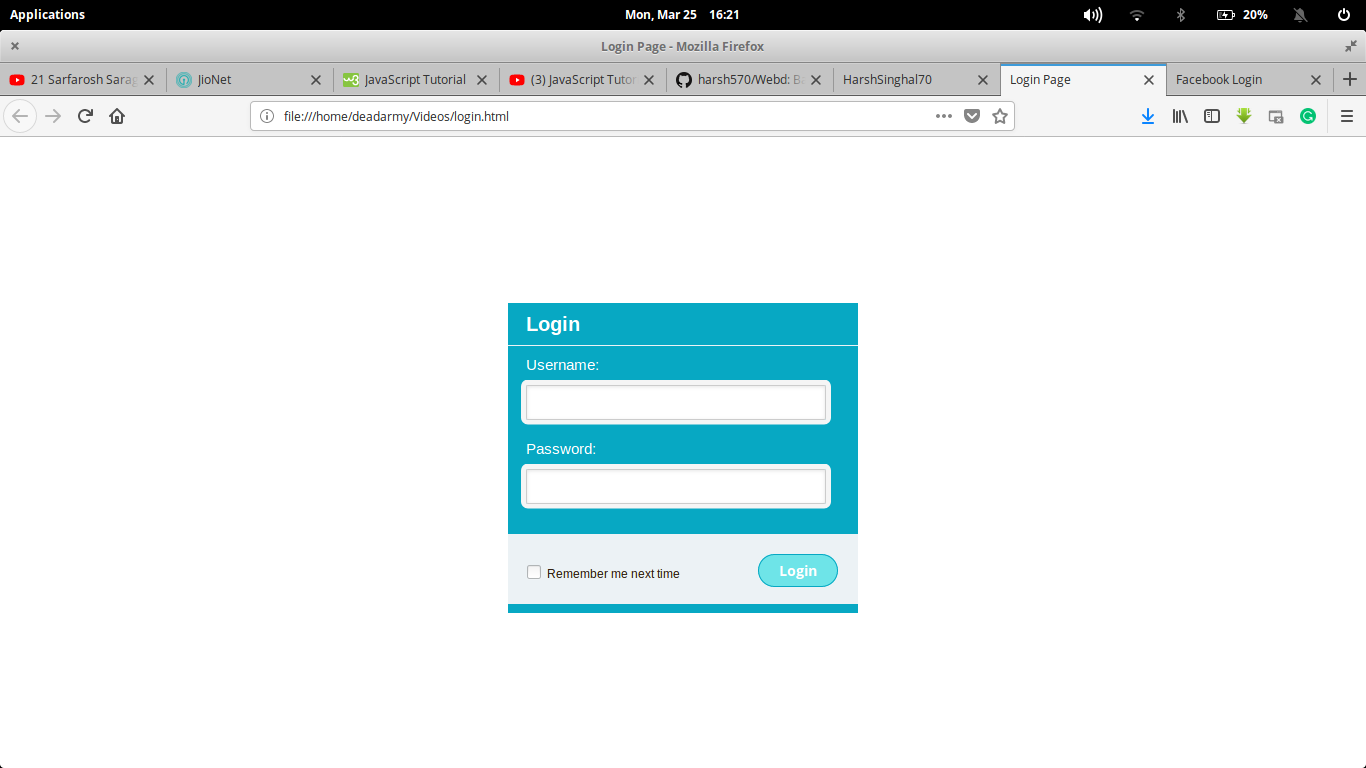 Applications Mon, Mar 25 16:21 20%
Login Page - Mozilla Firefox
21 Sarfarosh Sarag JioNet JavaScript Tutorial (3) JavaScript Tutor harsh570/Webd: Ba HarshSinghal70 Login Page Facebook Login
file:///home/deadarmy/Videos/login.html
Login
Username:
Password:
Remember me next time Login